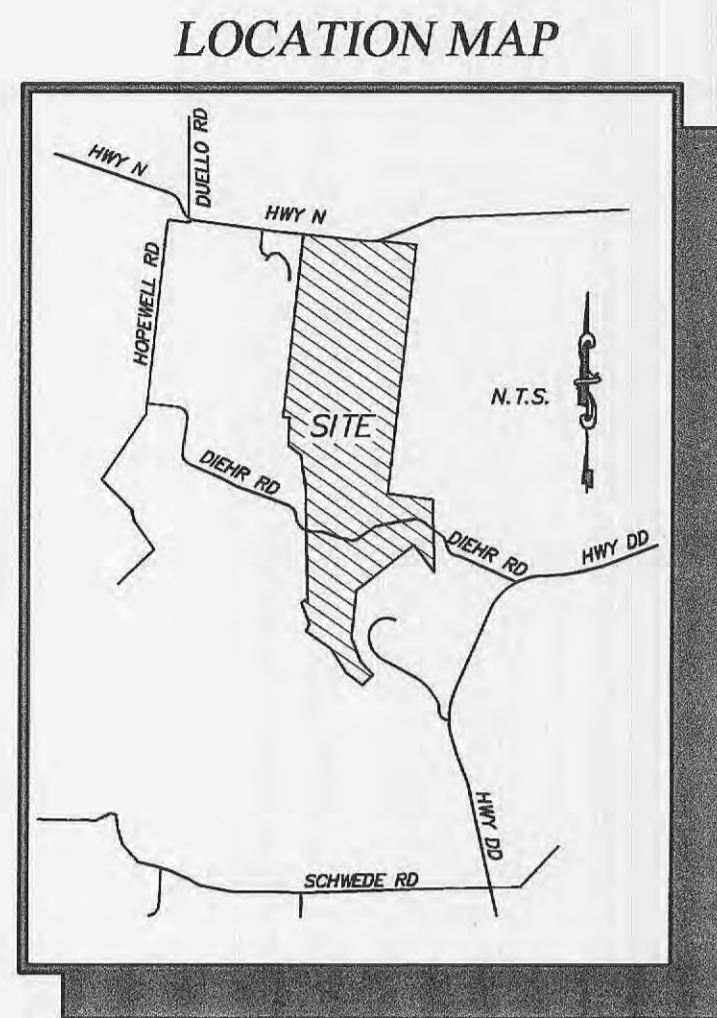 LOCATION MAP
DUELLO RD
HWY N
HWY N
HOPEWELL RD
N.T.S.
SITE
DIEHR RD
DIEHR RD
HWY DD
HWY DD
SCHWEDE RD